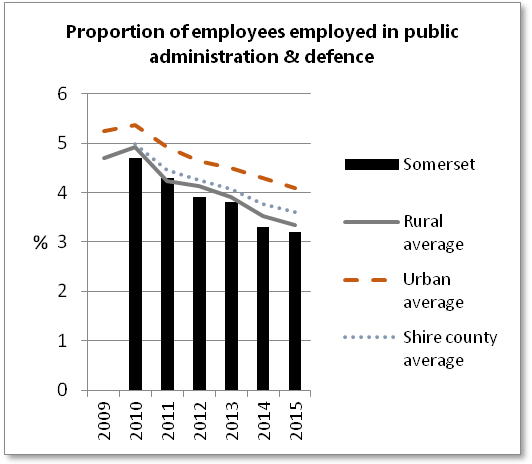 Proportion of employees employed in public
administration & defence
6
5
4
3
2
1
0
%
2009
2010
2011
2012
2013
2014
2015
Somerset
Rural
average
Urban
average
Shire county
average